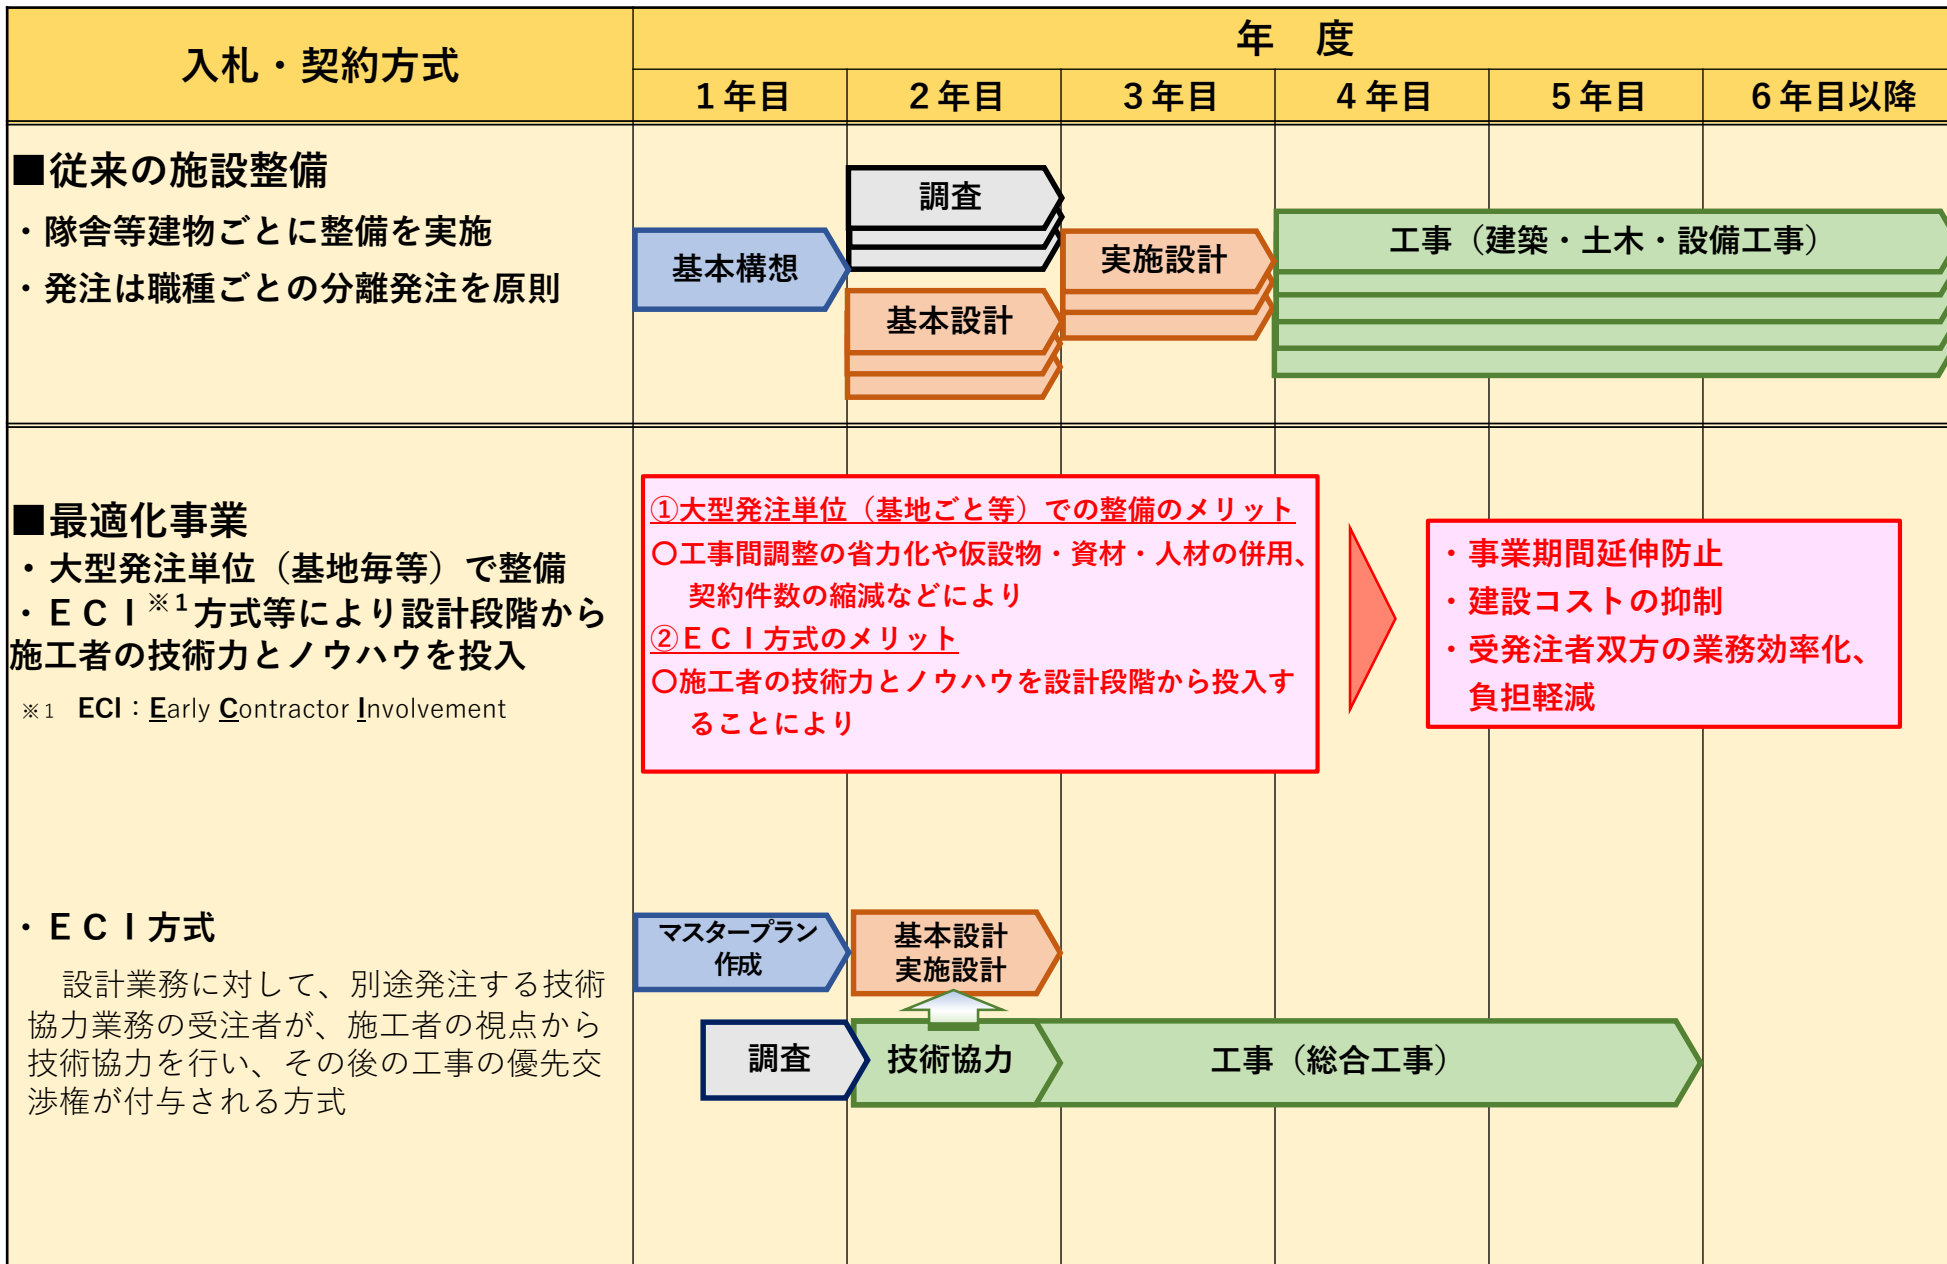 入札・契約方式
年　度
１年目
２年目
３年目
４年目
５年目
６年目以降
■従来の施設整備
・隊舎等建物ごとに整備を実施
・発注は職種ごとの分離発注を原則
基本構想
調査
基本設計
実施設計
工事（建築・土木・設備工事）
■最適化事業
・大型発注単位（基地毎等）で整備
・ＥＣＩ※1方式等により設計段階から
施工者の技術力とノウハウを投入
※1　ECI：Early Contractor Involvement
①大型発注単位（基地ごと等）での整備のメリット
〇工事間調整の省力化や仮設物・資材・人材の併用、
契約件数の縮減などにより
②ＥＣＩ方式のメリット
〇施工者の技術力とノウハウを設計段階から投入す
ることにより
・事業期間延伸防止
・建設コストの抑制
・受発注者双方の業務効率化、
負担軽減
・ＥＣＩ方式
設計業務に対して、別途発注する技術
協力業務の受注者が、施工者の視点から
技術協力を行い、その後の工事の優先交
渉権が付与される方式
マスタープラン
作成
基本設計
実施設計
調査
技術協力
工事（総合工事）